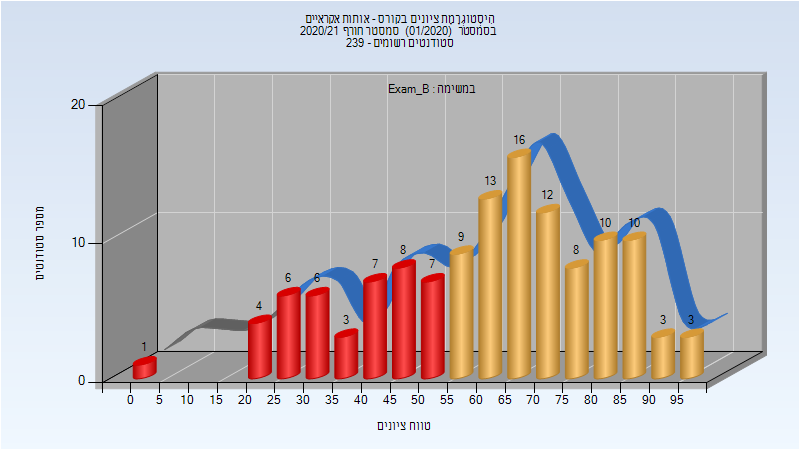 היסטוגרמת ציונים בקורס - אותות אקראיים
בסמסטר (01/2020) סמסטר חורף 2020/21
סטודנטים רשומים - 239
במשימה : Exam_B
מספר סטודנטים
20
10
0
1
4
6
6
3
7
8
7
9
13
16
12
8
10
10
3
3
0 5 10 15 20 25 30 35 40 45 50 55 60 65 70 75 80 85 90 95
טווח ציונים